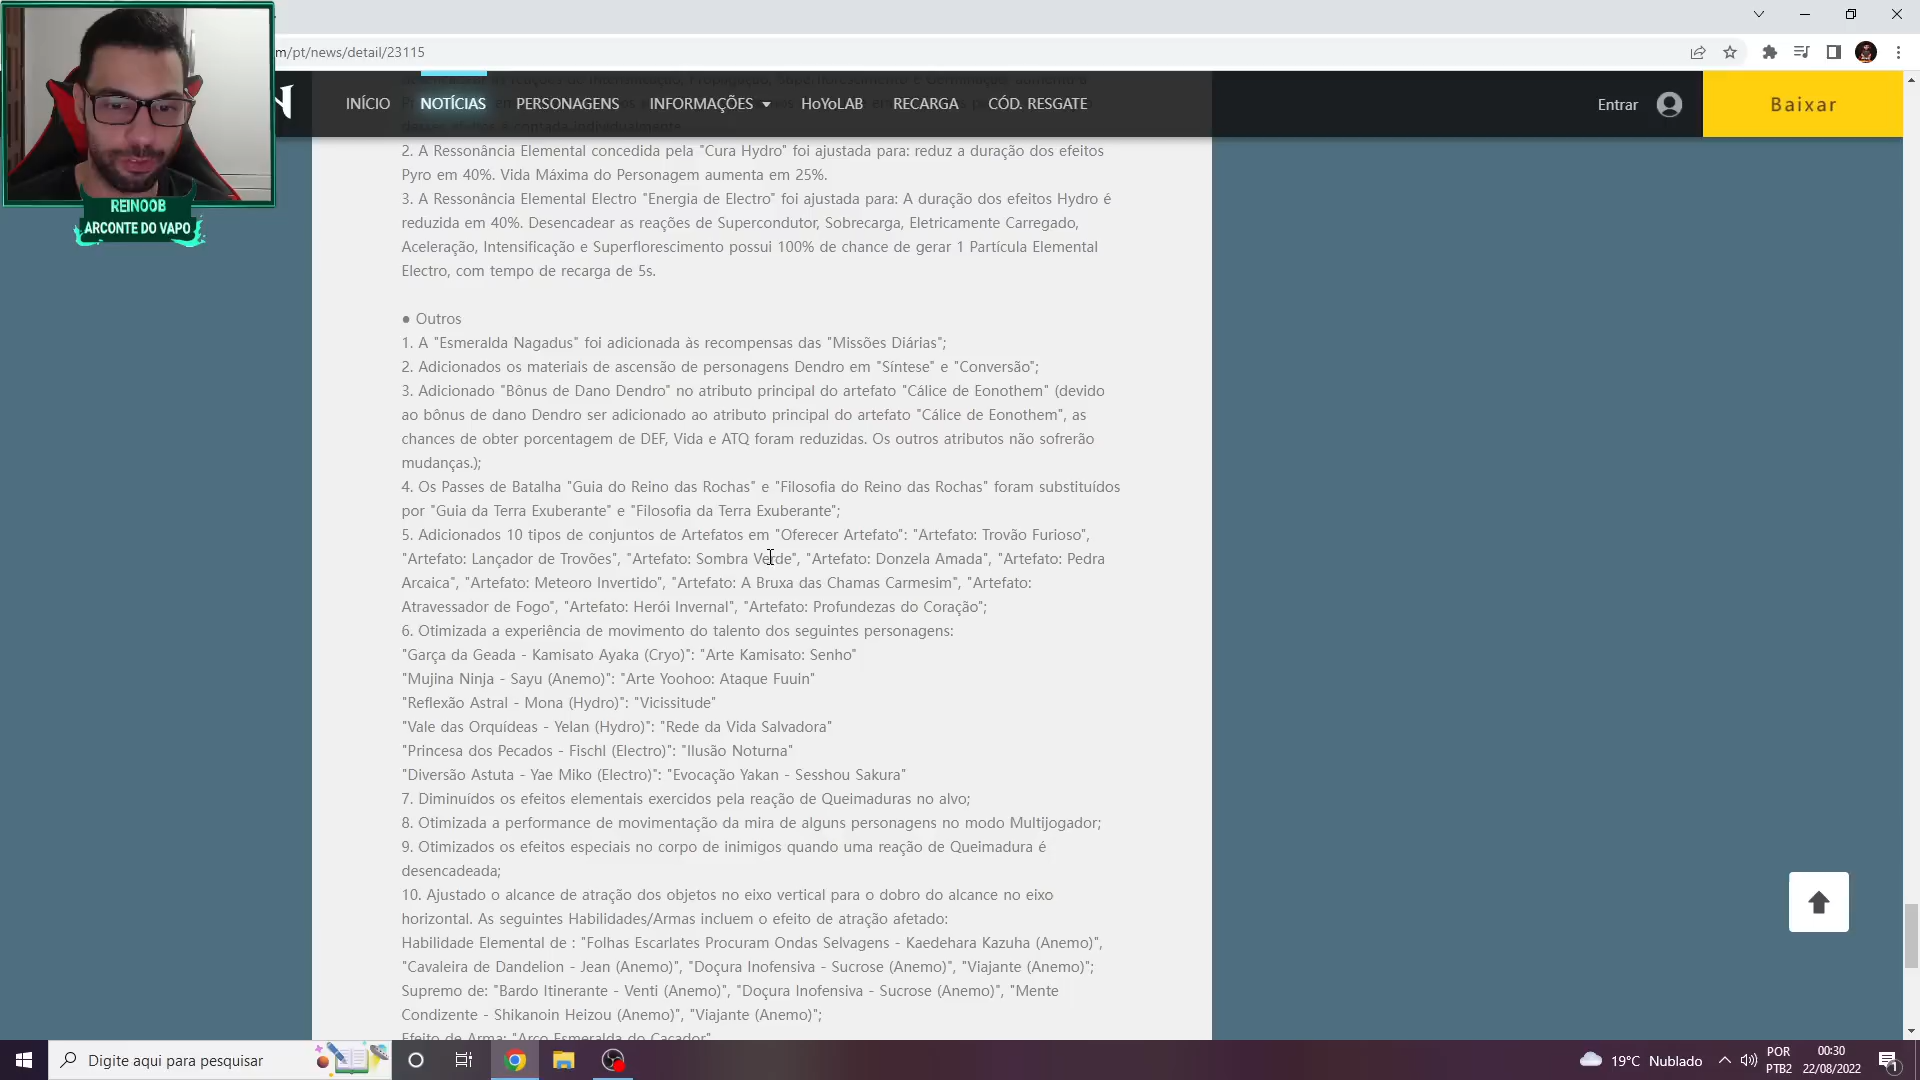 m/pt/news/detail/23115
INÍCIO NOTÍCIAS PERSONAGENS INFORMAÇÕES HoYoLAB RECARGA CÓD. RESGATE Entrar Baixar
2. A Ressonância Elemental concedida pela "Cura Hydro" foi ajustada para: reduz a duração dos efeitos
Pyro em 40%. Vida Máxima do Personagem aumenta em 25%.
3. A Ressonância Elemental Electro "Energia de Electro" foi ajustada para: A duração dos efeitos Hydro é
reduzida em 40%. Desencadear as reações de Supercondutor, Sobrecarga, Eletricamente Carregado,
Aceleração, Intensificação e Superflorescimento possui 100% de chance de gerar 1 Partícula Elemental
Electro, com tempo de recarga de 5s.
● Outros
1. A "Esmeralda Nagadus" foi adicionada às recompensas das "Missões Diárias";
2. Adicionados os materiais de ascensão de personagens Dendro em "Síntese" e "Conversão";
3. Adicionado "Bônus de Dano Dendro" no atributo principal do artefato "Cálice de Eonothem" (devido
ao bônus de dano Dendro ser adicionado ao atributo principal do artefato "Cálice de Eonothem", as
chances de obter porcentagem de DEF, Vida e ATQ foram reduzidas. Os outros atributos não sofrerão
mudanças.);
4. Os Passes de Batalha "Guia do Reino das Rochas" e "Filosofia do Reino das Rochas" foram substituídos
por "Guia da Terra Exuberante" e "Filosofia da Terra Exuberante";
5. Adicionados 10 tipos de conjuntos de Artefatos em "Oferecer Artefato": "Artefato: Trovão Furioso",
"Artefato: Lançador de Trovões", "Artefato: Sombra Verde", "Artefato: Donzela Amada", "Artefato: Pedra
Arcaica", "Artefato: Meteoro Invertido", "Artefato: A Bruxa das Chamas Carmesim", "Artefato:
Atravessador de Fogo", "Artefato: Herói Invernal", "Artefato: Profundezas do Coração";
6. Otimizada a experiência de movimento do talento dos seguintes personagens:
"Garça da Geada - Kamisato Ayaka (Cryo)": "Arte Kamisato: Senho"
"Mujina Ninja - Sayu (Anemo)": "Arte Yoohoo: Ataque Fuuin"
"Reflexão Astral - Mona (Hydro)": "Vicissitude"
"Vale das Orquídeas - Yelan (Hydro)": "Rede da Vida Salvadora"
"Princesa dos Pecados - Fischl (Electro)": "Ilusão Noturna"
"Diversão Astuta - Yae Miko (Electro)": "Evocação Yakan - Sesshou Sakura"
7. Diminuídos os efeitos elementais exercidos pela reação de Queimaduras no alvo;
8. Otimizada a performance de movimentação da mira de alguns personagens no modo Multijogador;
9. Otimizados os efeitos especiais no corpo de inimigos quando uma reação de Queimadura é
desencadeada;
10. Ajustado o alcance de atração dos objetos no eixo vertical para o dobro do alcance no eixo
horizontal. As seguintes Habilidades/Armas incluem o efeito de atração afetado:
Habilidade Elemental de : "Folhas Escarlates Procuram Ondas Selvagens - Kaedehara Kazuha (Anemo)",
"Cavaleira de Dandelion - Jean (Anemo)", "Doçura Inofensiva - Sucrose (Anemo)", "Viajante (Anemo)";
Supremo de: "Bardo Itinerante - Venti (Anemo)", "Doçura Inofensiva - Sucrose (Anemo)", "Mente
Condizente - Shikanoin Heizou (Anemo)", "Viajante (Anemo)";
Efeito de Arma: "Arco Esmeralda do Caçador"
REINOOB
ARCONTE DO VAPO
Digite aqui para pesquisar
19°C Nublado
POR
PTB2
00:30
22/08/2022
1